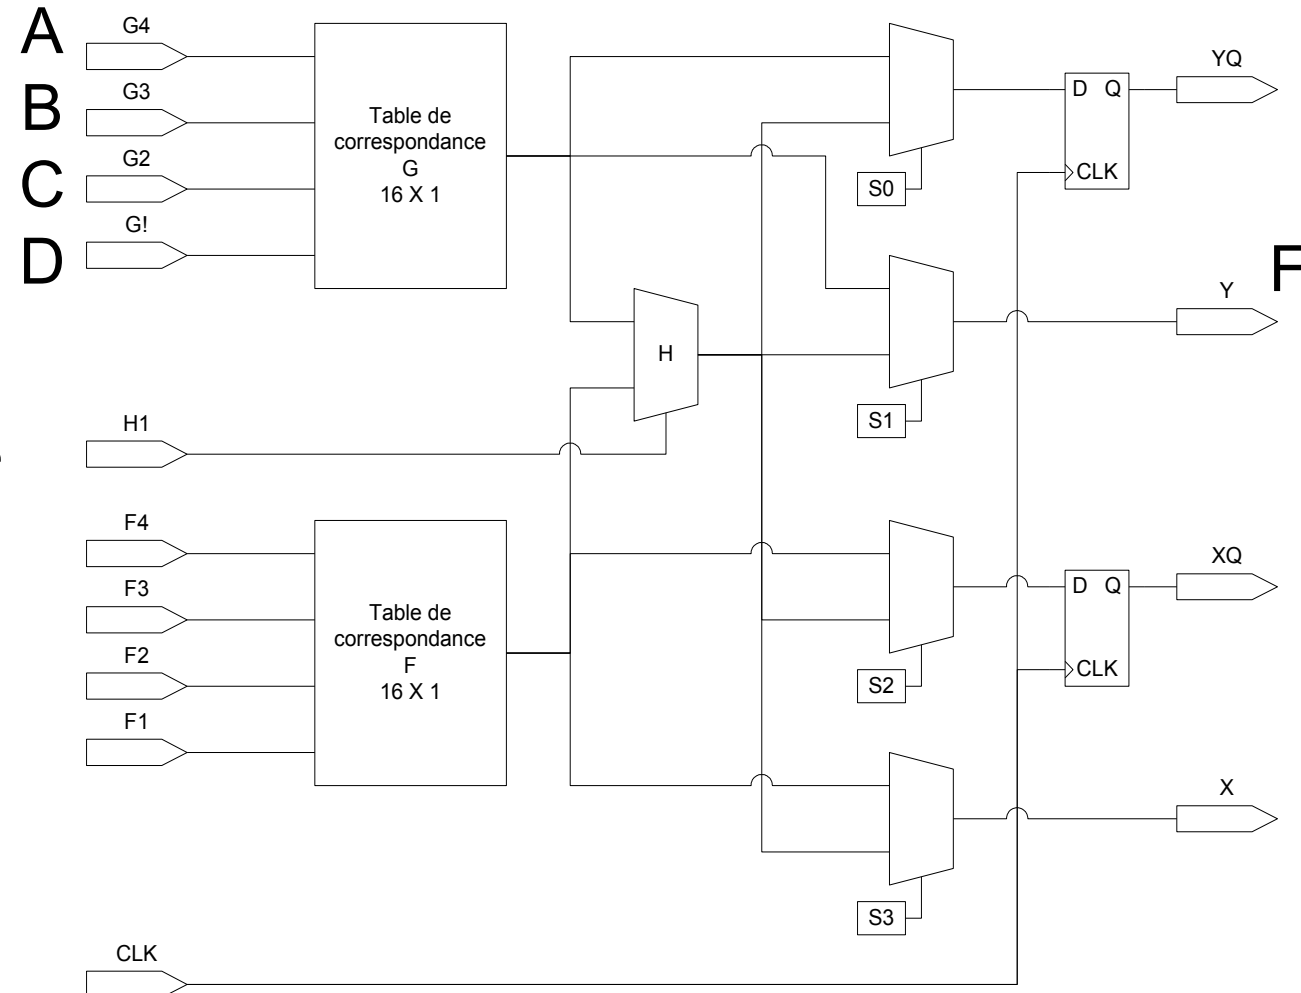 A
G4
B
G3
C
G2
D
G!
Table de
correspondance
G
16 X 1
S0
D Q
CLK
YQ
H
S1
Y
F
H1
F4
F3
F2
F1
Table de
correspondance
F
16 X 1
S2
D Q
CLK
XQ
S3
X
CLK